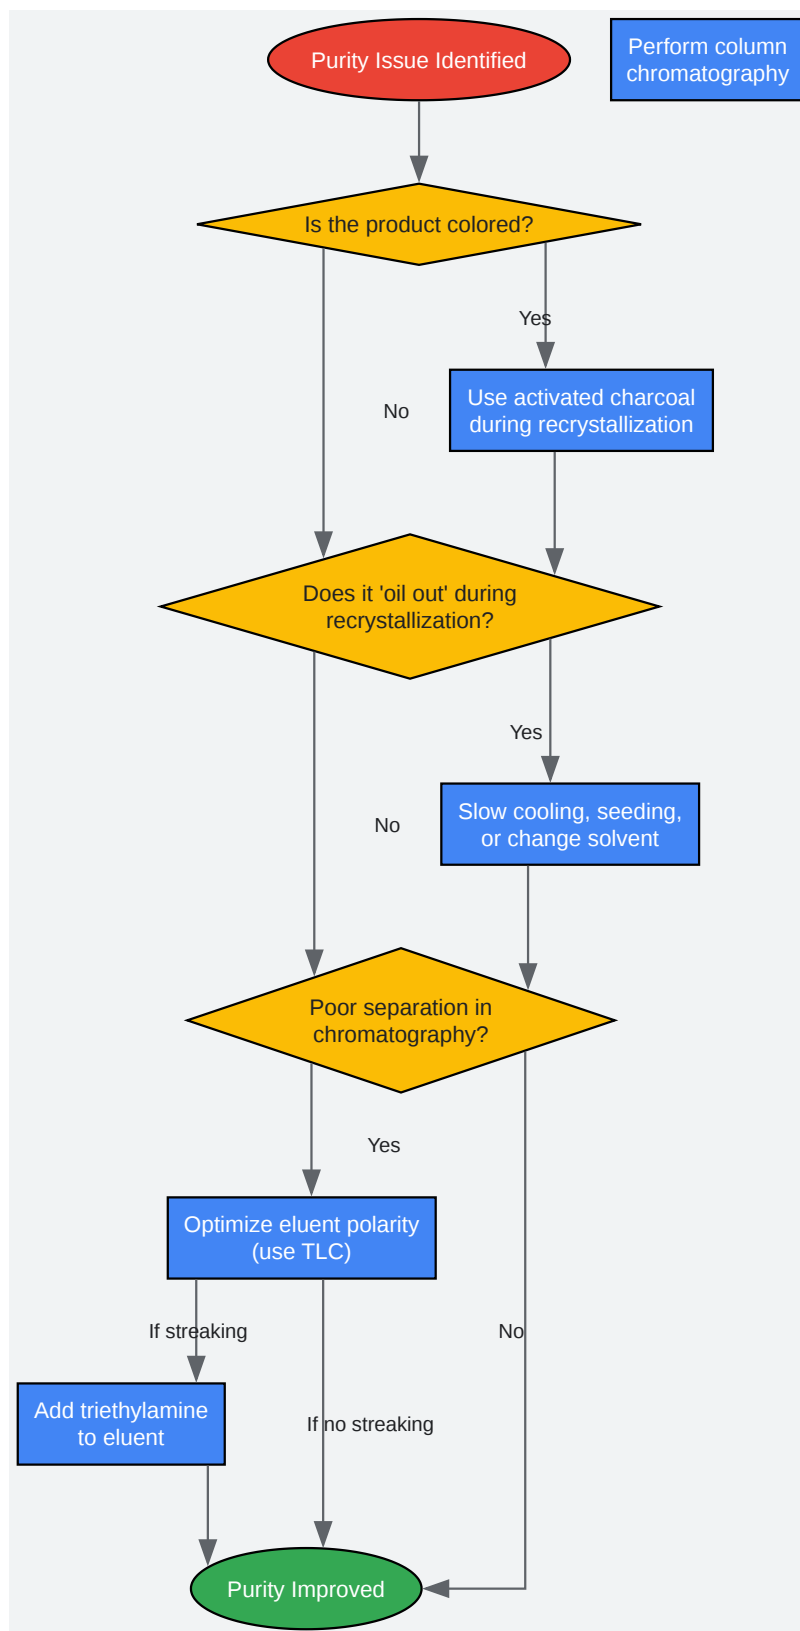 Purity Issue Identified
Perform column
chromatography
Is the product colored?
Yes
Use activated charcoal
during recrystallization
No
Does it 'oil out' during
recrystallization?
Yes
Slow cooling, seeding,
or change solvent
No
Poor separation in
chromatography?
Yes
Optimize eluent polarity
(use TLC)
If streaking
No
Add triethylamine
to eluent
If no streaking
Purity Improved